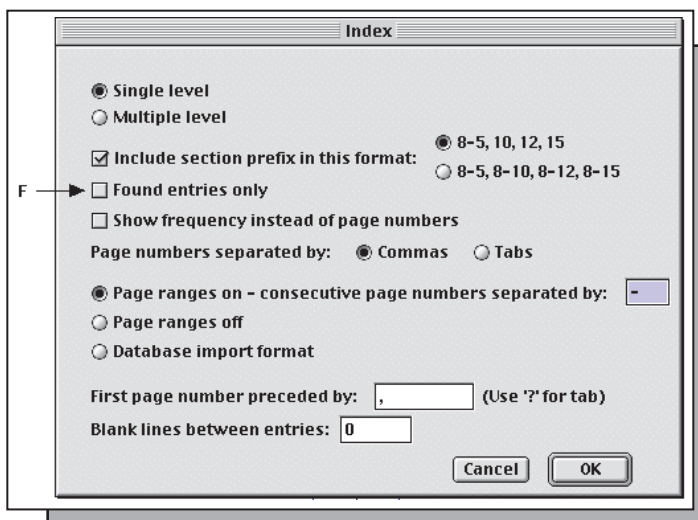 Index
Single level
Multiple level
Include section prefix in this format:
8-5, 10, 12, 15
8-5, 8-10, 8-12, 8-15
F
Found entries only
Show frequency instead of page numbers
Page numbers separated by: Commas Tabs
Page ranges on - consecutive page numbers separated by: -
Page ranges off
Database import format
First page number preceded by: , (Use '?' for tab)
Blank lines between entries: 0
Cancel OK